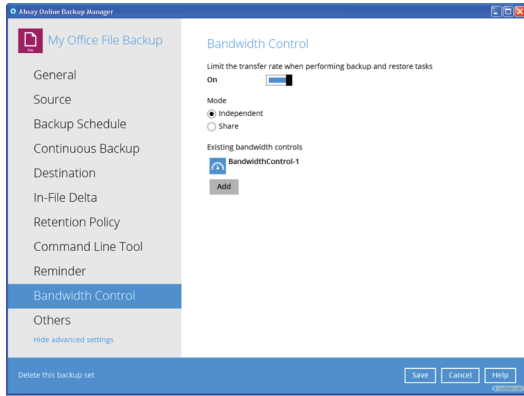 Ahsay Online Backup Manager
My Office File Backup
File
General
Source
Backup Schedule
Continuous Backup
Destination
In-File Delta
Retention Policy
Command Line Tool
Reminder
Bandwidth Control
Others
Hide advanced settings
Bandwidth Control
Limit the transfer rate when performing backup and restore tasks
On
Mode
Independent
Share
Existing bandwidth controls
BandwidthControl-1
Add
Delete this backup set
Save Cancel Help